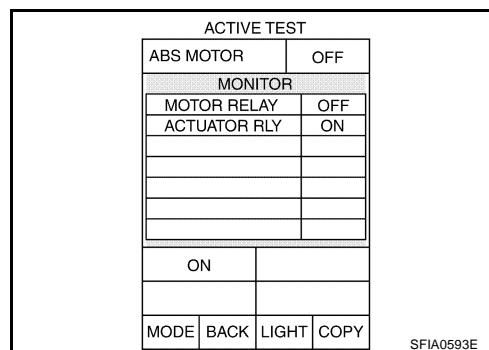 ACTIVE TEST
ABS MOTOR OFF
MONITOR
MOTOR RELAY OFF
ACTUATOR RLY ON
ON
MODE BACK LIGHT COPY
SFIA0593E